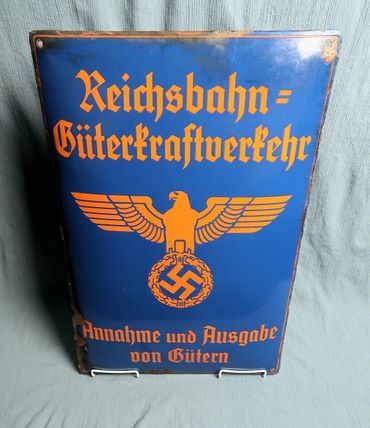 Reichsbahn=
Güterkraftverkehr
Annahme und Ausgabe
von Gütern